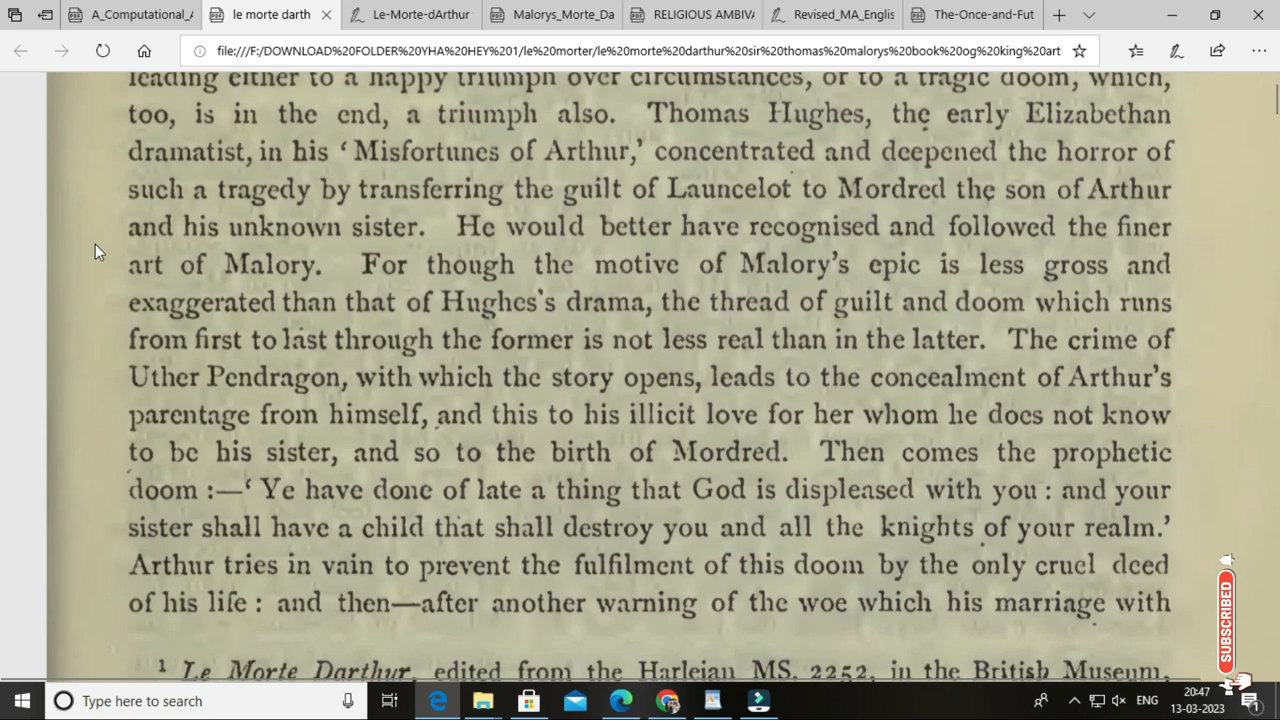 A_Computational_A
le morte darth
Le-Morte-dArthur
Malorys_Morte_Da
RELIGIOUS AMBIVA
Revised_MA_Englis
The-Once-and-Fut
file:///F:/DOWNLOAD%20FOLDER%20YHA%20HEY%201/le%20morter/le%20morte%20darthur%20sir%20thomas%20malorys%20book%20og%20king%20art
leading either to a happy triumph over circumstances, or to a tragic doom, which,
too, is in the end, a triumph also. Thomas Hughes, the early Elizabethan
dramatist, in his ‘Misfortunes of Arthur,’ concentrated and deepened the horror of
such a tragedy by transferring the guilt of Launcelot to Mordred the son of Arthur
and his unknown sister. He would better have recognised and followed the finer
art of Malory. For though the motive of Malory’s epic is less gross and
exaggerated than that of Hughes’s drama, the thread of guilt and doom which runs
from first to last through the former is not less real than in the latter. The crime of
Uther Pendragon, with which the story opens, leads to the concealment of Arthur’s
parentage from himself, and this to his illicit love for her whom he does not know
to be his sister, and so to the birth of Mordred. Then comes the prophetic
doom :—‘ Ye have done of late a thing that God is displeased with you : and your
sister shall have a child that shall destroy you and all the knights of your realm.’
Arthur tries in vain to prevent the fulfilment of this doom by the only cruel deed
of his life : and then—after another warning of the woe which his marriage with
1 Le Morte Darthur, edited from the Harleian MS. 2252, in the British Museum,
SUBSCRIBED
Type here to search
ENG
20:47
13-03-2023
1